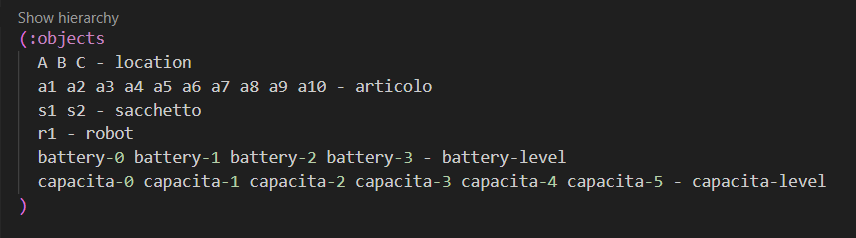 Show hierarchy
(:objects
A B C - location
a1 a2 a3 a4 a5 a6 a7 a8 a9 a10 - articolo
s1 s2 - sacchetto
r1 - robot
battery-0 battery-1 battery-2 battery-3 - battery-level
capacita-0 capacita-1 capacita-2 capacita-3 capacita-4 capacita-5 - capacita-level
)